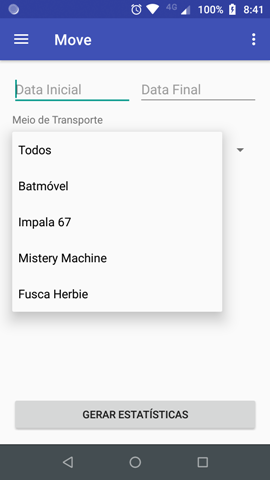 4G 100% 8:41
Move
Data Inicial Data Final
Meio de Transporte
Todos
Batmóvel
Impala 67
Mistery Machine
Fusca Herbie
GERAR ESTATÍSTICAS